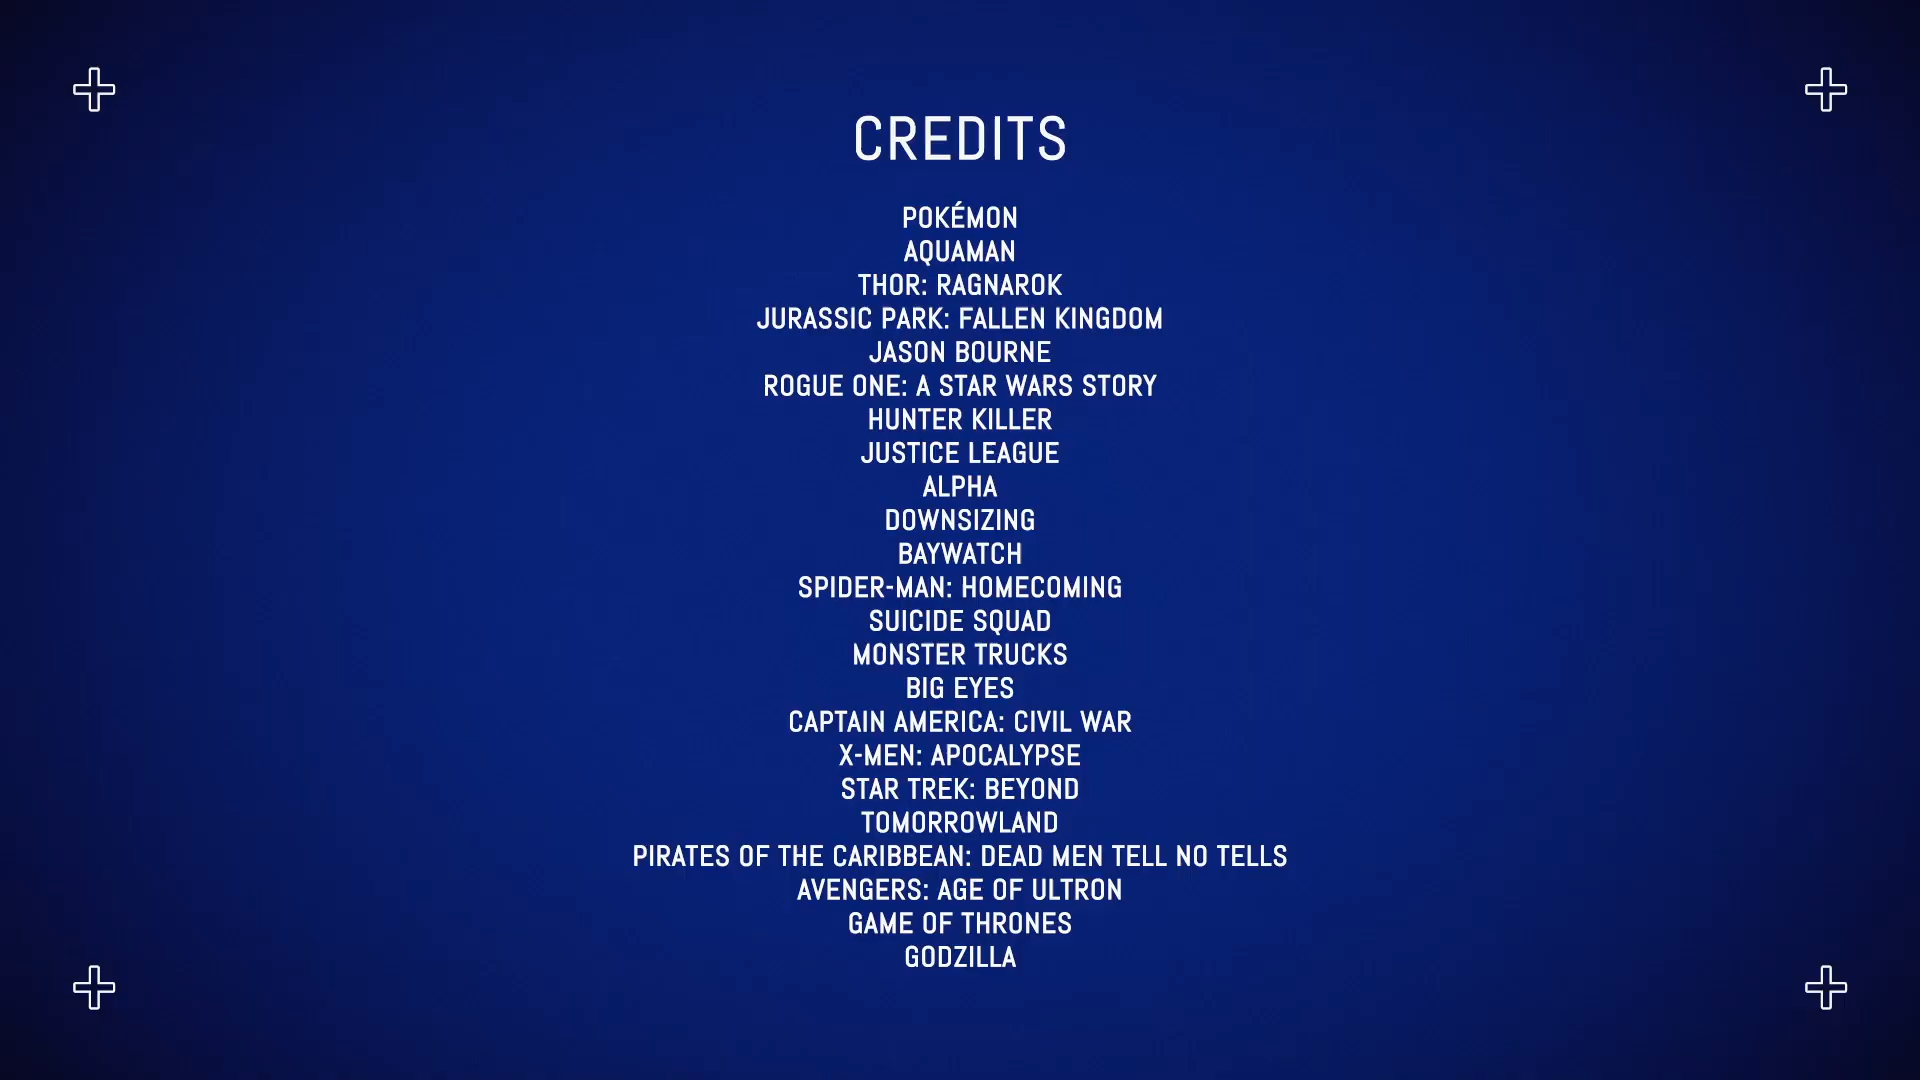 CREDITS
POKÉMON
AQUAMAN
THOR: RAGNAROK
JURASSIC PARK: FALLEN KINGDOM
JASON BOURNE
ROGUE ONE: A STAR WARS STORY
HUNTER KILLER
JUSTICE LEAGUE
ALPHA
DOWNSIZING
BAYWATCH
SPIDER-MAN: HOMECOMING
SUICIDE SQUAD
MONSTER TRUCKS
BIG EYES
CAPTAIN AMERICA: CIVIL WAR
X-MEN: APOCALYPSE
STAR TREK: BEYOND
TOMORROWLAND
PIRATES OF THE CARIBBEAN: DEAD MEN TELL NO TELLS
AVENGERS: AGE OF ULTRON
GAME OF THRONES
GODZILLA